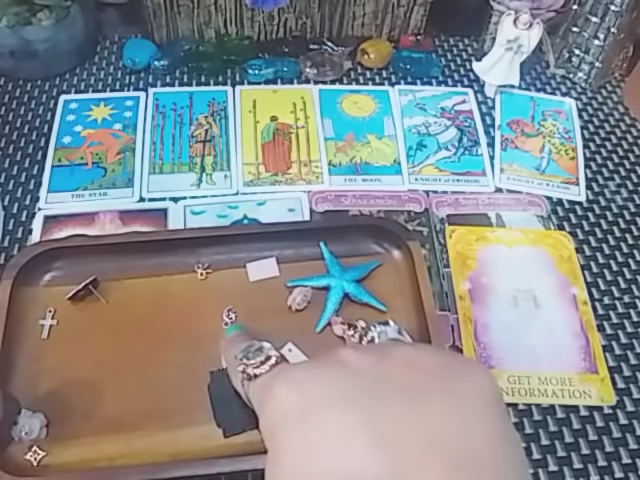 THE STAR.
THE MOON.
KNIGHT of SWORDS.
KNIGHT of WANDS.
SEPARATION
GET MORE
INFORMATION